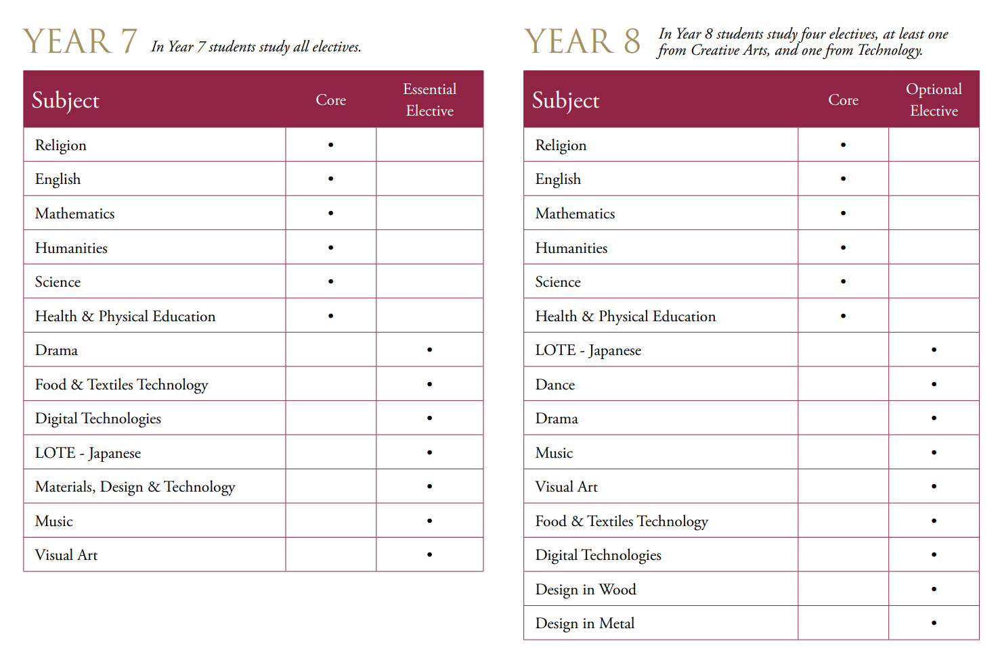 YEAR 7
In Year 7 students study all electives.
Subject Core Essential Elective
Religion •
English •
Mathematics •
Humanities •
Science •
Health & Physical Education •
Drama •
Food & Textiles Technology •
Digital Technologies •
LOTE - Japanese •
Materials, Design & Technology •
Music •
Visual Art •
YEAR 8
In Year 8 students study four electives, at least one
from Creative Arts, and one from Technology.
Subject Core Optional Elective
Religion •
English •
Mathematics •
Humanities •
Science •
Health & Physical Education •
LOTE - Japanese •
Dance •
Drama •
Music •
Visual Art •
Food & Textiles Technology •
Digital Technologies •
Design in Wood •
Design in Metal •